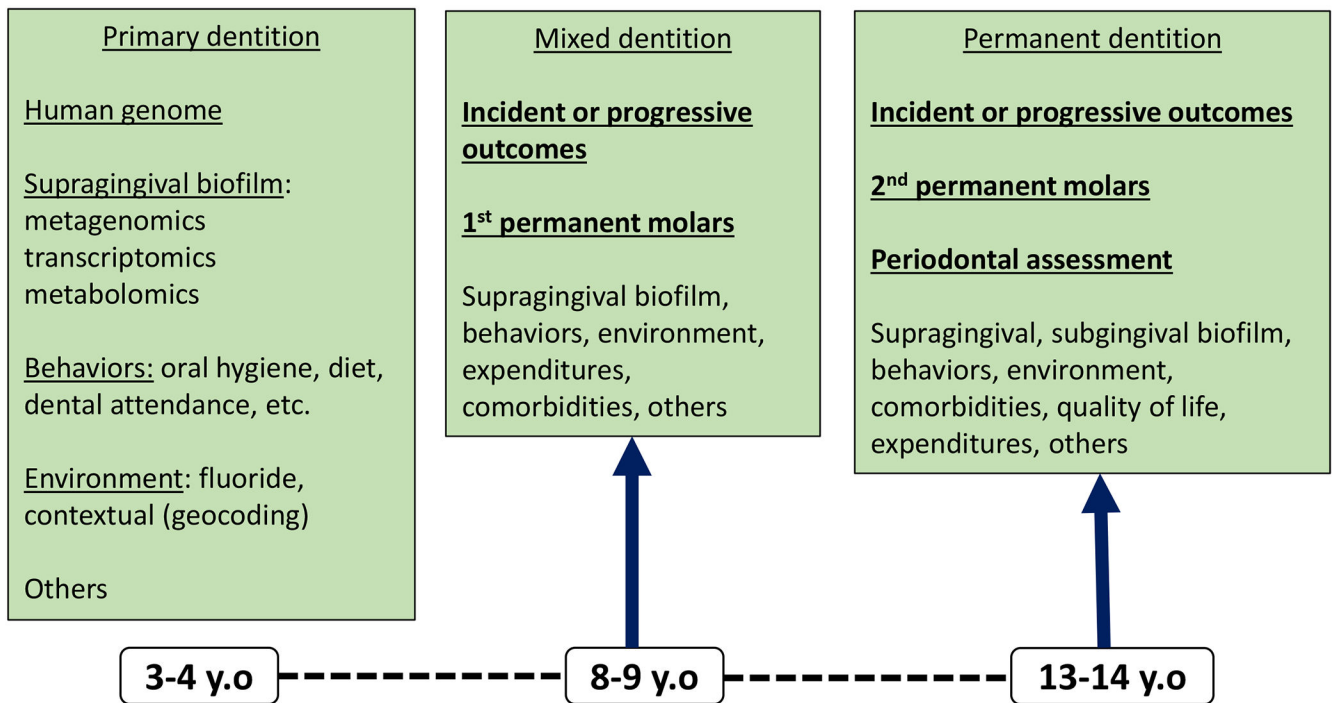 Primary dentition
Human genome
Supragingival biofilm:
metagenomics
transcriptomics
metabolomics
Behaviors: oral hygiene, diet,
dental attendance, etc.
Environment: fluoride,
contextual (geocoding)
Others
Mixed dentition
Incident or progressive
outcomes
1st permanent molars
Supragingival biofilm,
behaviors, environment,
expenditures,
comorbidities, others
Permanent dentition
Incident or progressive outcomes
2nd permanent molars
Periodontal assessment
Supragingival, subgingival biofilm,
behaviors, environment,
comorbidities, quality of life,
expenditures, others
3-4 y.o
8-9 y.o
13-14 y.o